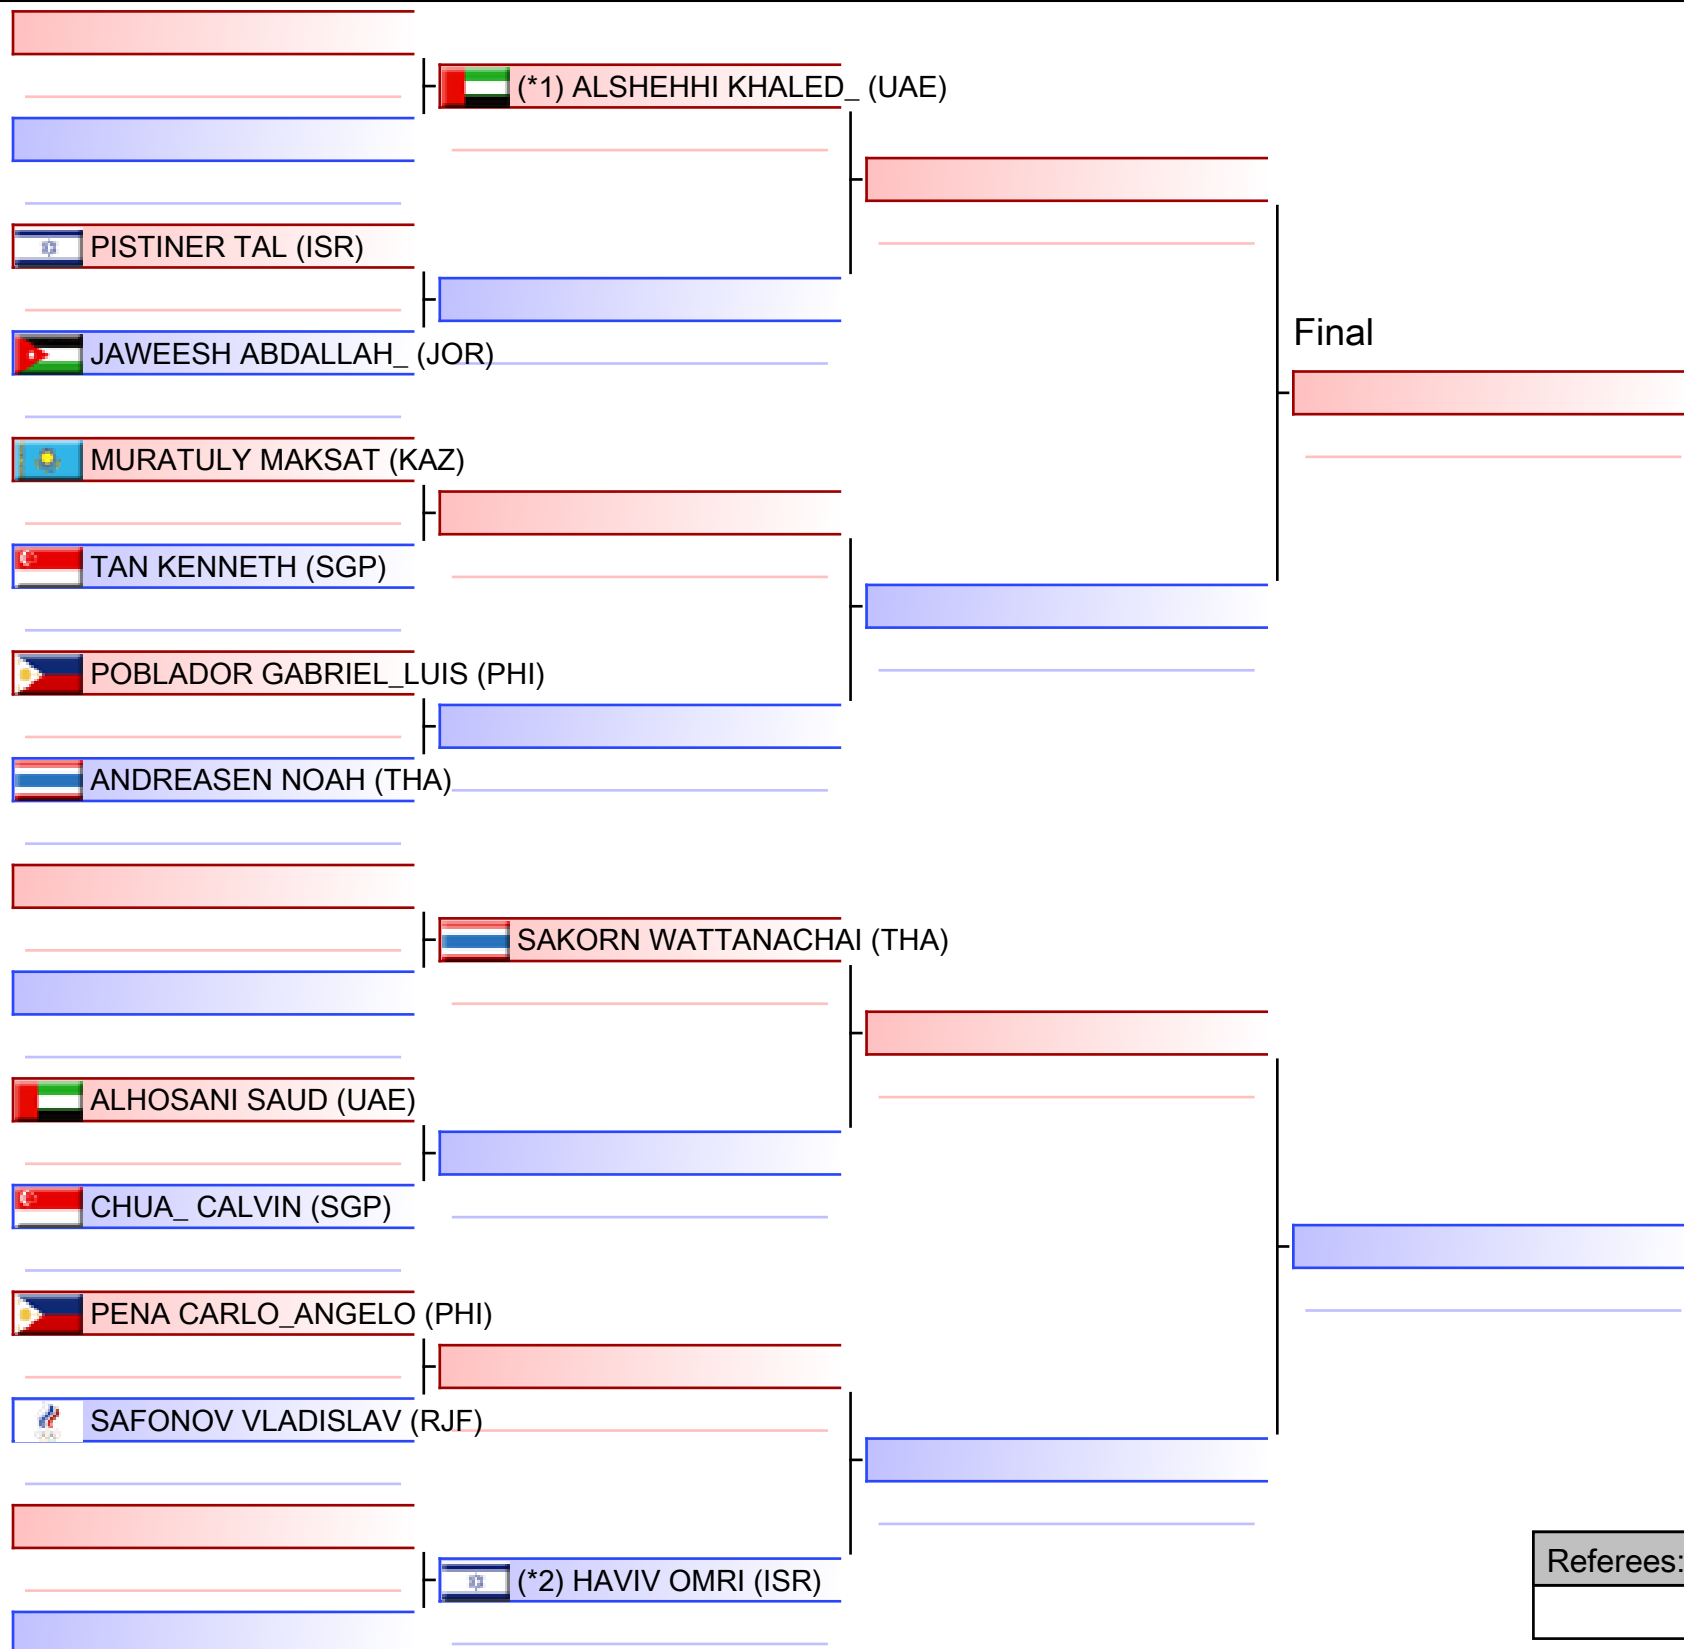 (*1) ALSHEHHI KHALED_ (UAE)
PISTINER TAL (ISR)
JAWEESH ABDALLAH_ (JOR)
Final
MURATULY MAKSAT (KAZ)
TAN KENNETH (SGP)
POBLADOR GABRIEL_LUIS (PHI)
ANDREASEN NOAH (THA)
SAKORN WATTANACHAI (THA)
ALHOSANI SAUD (UAE)
CHUA_ CALVIN (SGP)
PENA CARLO_ANGELO (PHI)
SAFONOV VLADISLAV (RJF)
(*2) HAVIV OMRI (ISR)
Referees: